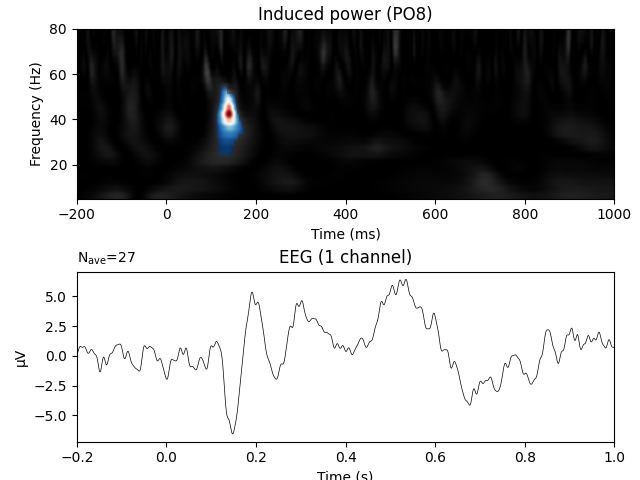 Induced power (PO8)
80
60
40
20
Frequency (Hz)
−200 0 200 400 600 800 1000
Time (ms)
Nave=27
EEG (1 channel)
5.0
2.5
0.0
−2.5
−5.0
µV
−0.2 0.0 0.2 0.4 0.6 0.8 1.0
Time (s)